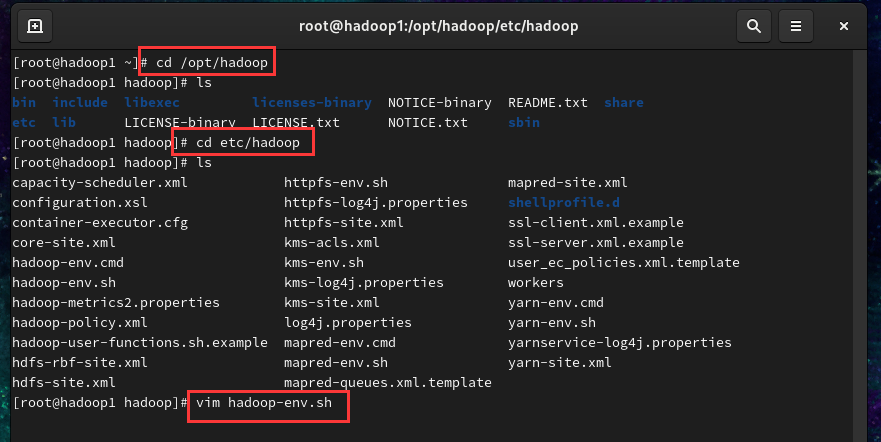 root@hadoop1:/opt/hadoop/etc/hadoop
[root@hadoop1 ~]# cd /opt/hadoop
[root@hadoop1 hadoop]# ls
bin  include  libexec         licenses-binary  NOTICE-binary  README.txt  share
etc  lib      LICENSE-binary  LICENSE.txt      NOTICE.txt     sbin
[root@hadoop1 hadoop]# cd etc/hadoop
[root@hadoop1 hadoop]# ls
capacity-scheduler.xml            httpfs-env.sh              mapred-site.xml
configuration.xsl                 httpfs-log4j.properties    shellprofile.d
container-executor.cfg            httpfs-site.xml            ssl-client.xml.example
core-site.xml                     kms-acls.xml               ssl-server.xml.example
hadoop-env.cmd                    kms-env.sh                 user_ec_policies.xml.template
hadoop-env.sh                     kms-log4j.properties       workers
hadoop-metrics2.properties        kms-site.xml               yarn-env.cmd
hadoop-policy.xml                 log4j.properties           yarn-env.sh
hadoop-user-functions.sh.example  mapred-env.cmd             yarnservice-log4j.properties
hdfs-rbf-site.xml                 mapred-env.sh              yarn-site.xml
hdfs-site.xml                     mapred-queues.xml.template
[root@hadoop1 hadoop]# vim hadoop-env.sh